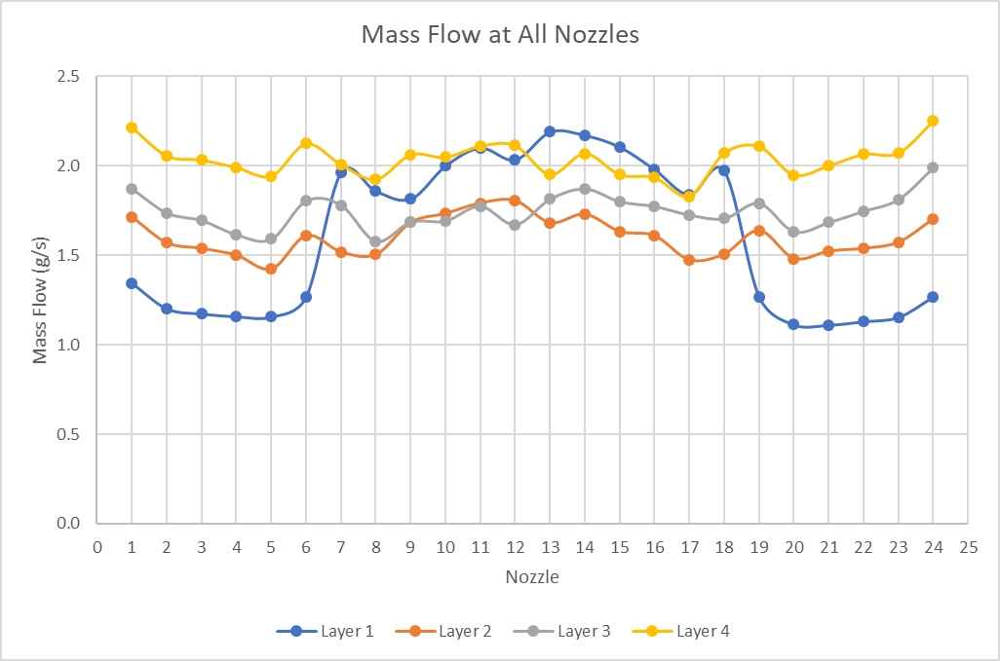 Mass Flow at All Nozzles
Mass Flow (g/s)
2.5
2.0
1.5
1.0
0.5
0.0
0 1 2 3 4 5 6 7 8 9 10 11 12 13 14 15 16 17 18 19 20 21 22 23 24 25
Nozzle
Layer 1 Layer 2 Layer 3 Layer 4